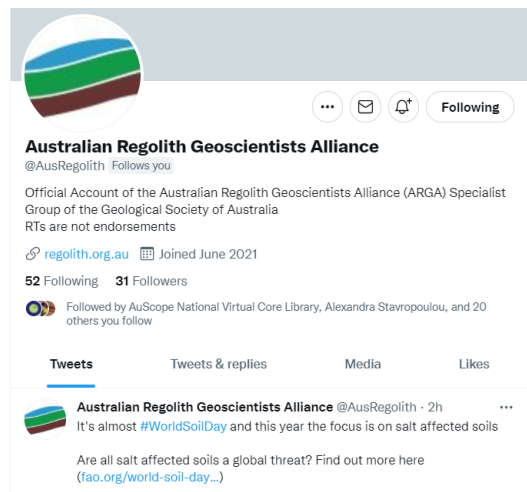 Following
Australian Regolith Geoscientists Alliance
@AusRegolith Follows you
Official Account of the Australian Regolith Geoscientists Alliance (ARGA) Specialist
Group of the Geological Society of Australia
RTs are not endorsements
regolith.org.au Joined June 2021
52 Following 31 Followers
Followed by AuScope National Virtual Core Library, Alexandra Stavropoulou, and 20
others you follow
Tweets Tweets & replies Media Likes
Australian Regolith Geoscientists Alliance @AusRegolith · 2h
It's almost #WorldSoilDay and this year the focus is on salt affected soils
Are all salt affected soils a global threat? Find out more here
(fao.org/world-soil-day...)